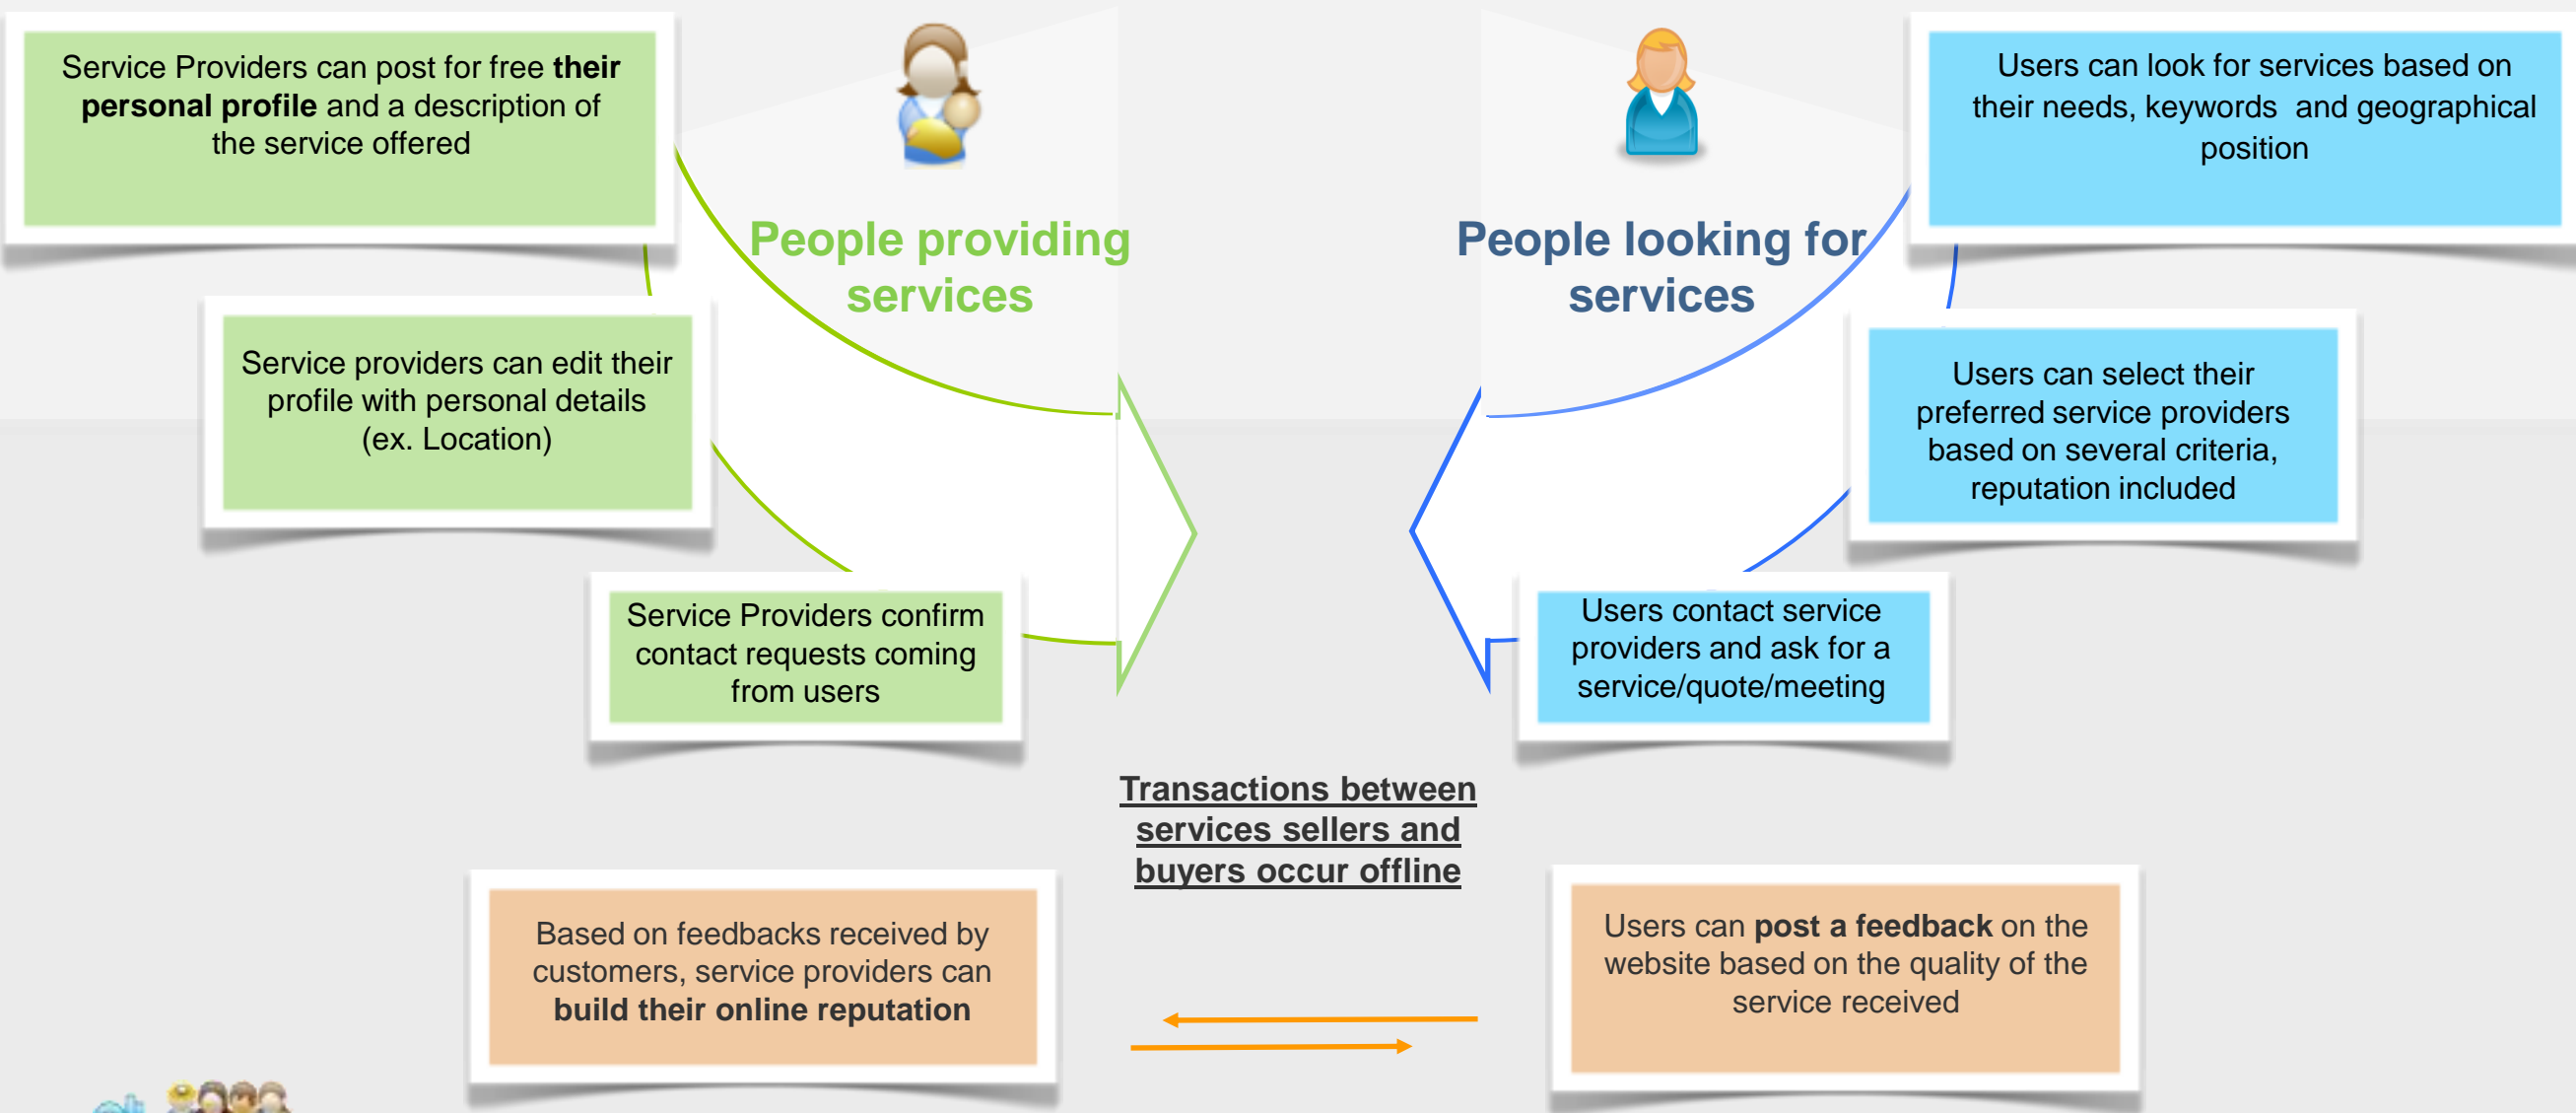 Service Providers can post for free their
personal profile and a description of
the service offered
People providing
services
People looking for
services
Users can look for services based on
their needs, keywords  and geographical
position
Service providers can edit their
profile with personal details
(ex. Location)
Users can select their
preferred service providers
based on several criteria,
reputation included
Service Providers confirm
contact requests coming
from users
Users contact service
providers and ask for a
service/quote/meeting
Transactions between
services sellers and
buyers occur offline
Based on feedbacks received by
customers, service providers can
build their online reputation
Users can post a feedback on the
website based on the quality of the
service received